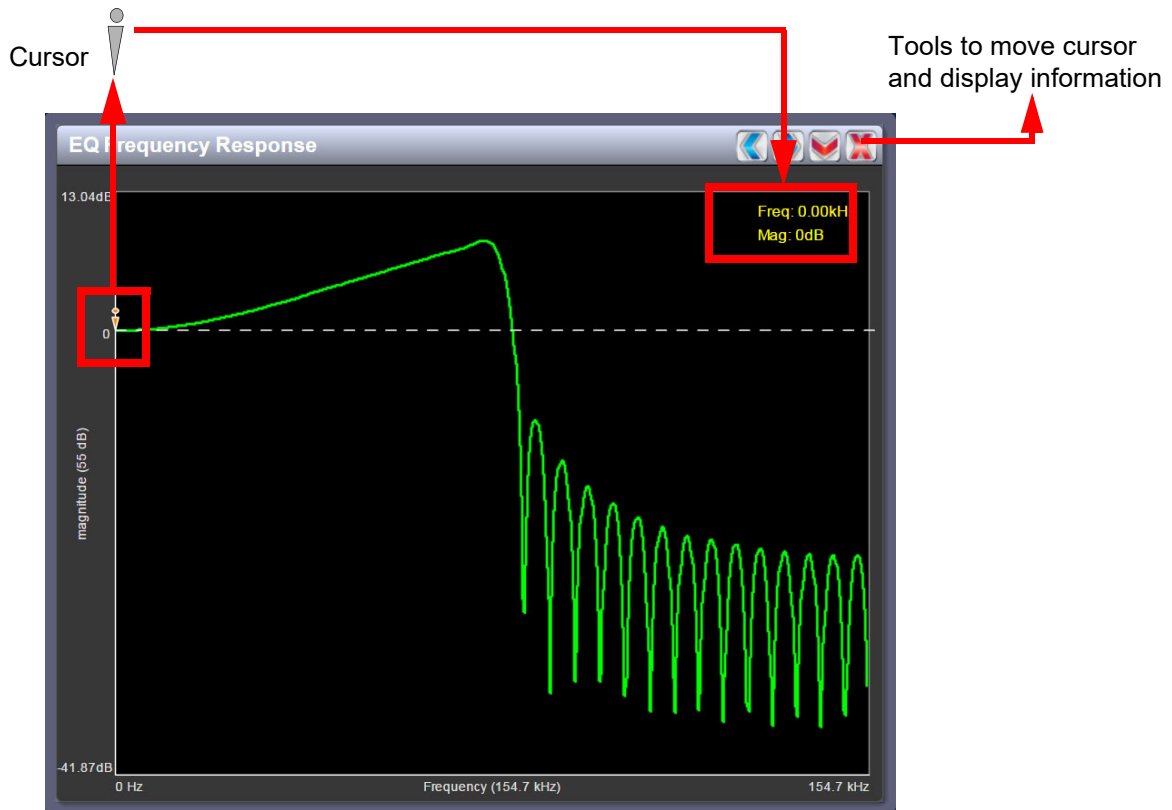 Cursor
Tools to move cursor
and display information
EQ Frequency Response
13.04dB
Freq: 0.00kHz
Mag: 0dB
0
magnitude (55 dB)
-41.87dB
0 Hz
Frequency (154.7 kHz)
154.7 kHz